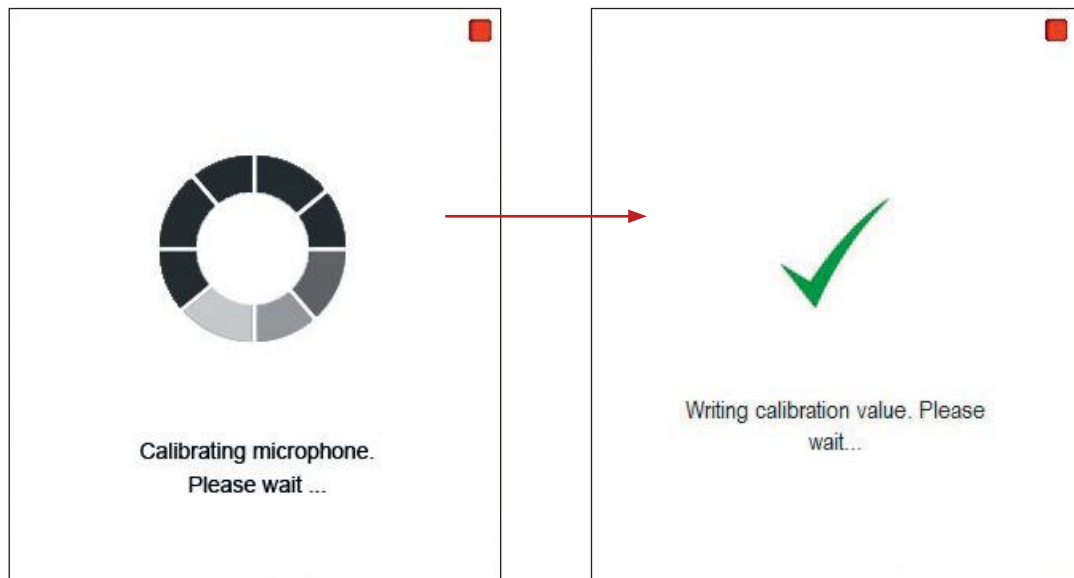 Calibrating microphone.
Please wait ...
Writing calibration value. Please
wait...